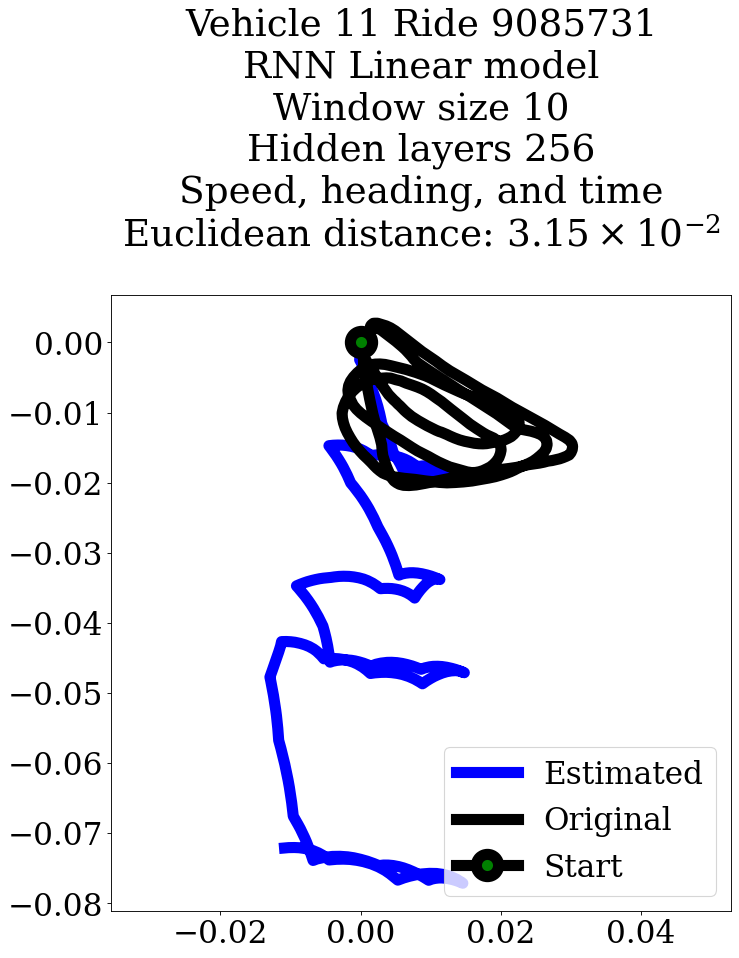 Vehicle 11 Ride 9085731
RNN Linear model
Window size 10
Hidden layers 256
Speed, heading, and time
Euclidean distance: 3.15 × 10⁻²
0.00
−0.01
−0.02
−0.03
−0.04
−0.05
−0.06
−0.07
−0.08
Estimated
Original
Start
−0.02 0.00 0.02 0.04